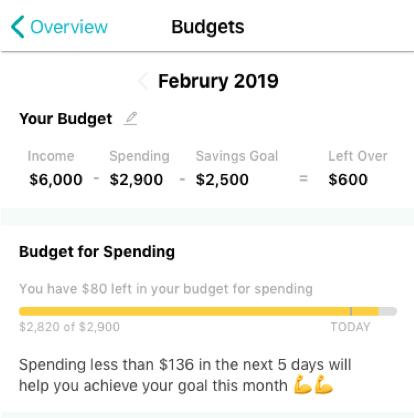 Overview Budgets
Februry 2019
Your Budget
Income Spending Savings Goal Left Over
$6,000 - $2,900 - $2,500 = $600
Budget for Spending
You have $80 left in your budget for spending
$2,820 of $2,900 TODAY
Spending less than $136 in the next 5 days will
help you achieve your goal this month 💪💪